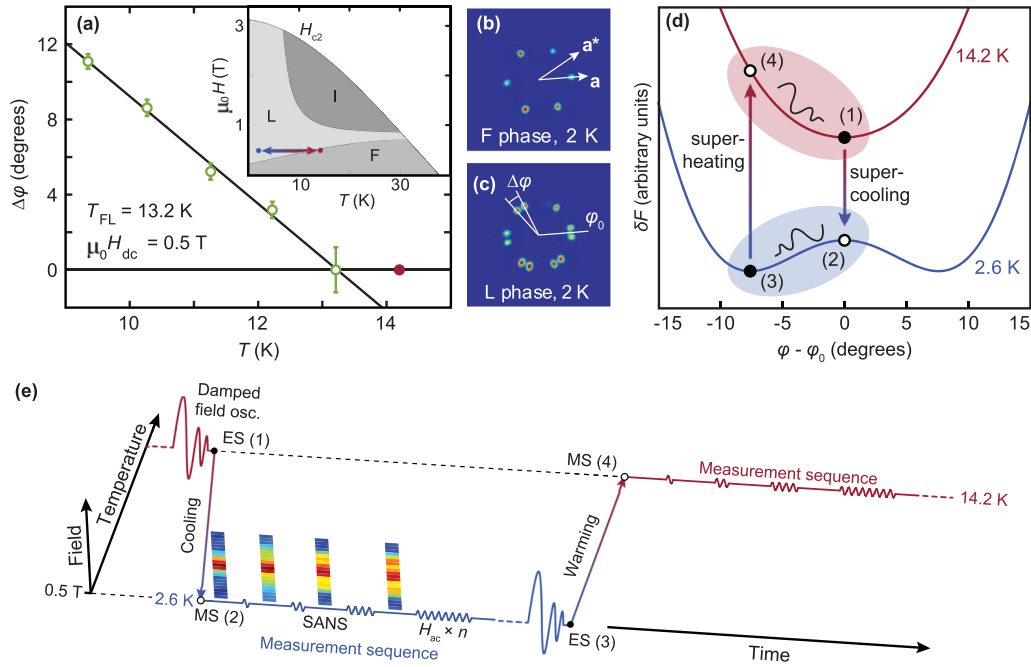 (a)
12
8
4
0
Δφ (degrees)
10
12
14
T (K)
T_FL = 13.2 K
μ₀H_dc = 0.5 T
3
1
μ₀H (T)
H_c2
I
L
F
10
30
T (K)
(b)
a*
a
F phase, 2 K
(c)
Δφ
φ₀
L phase, 2 K
(d)
δF (arbitrary units)
14.2 K
(4)
(1)
super-
heating
super-
cooling
(2)
(3)
2.6 K
-15
-10
-5
0
5
10
15
φ - φ₀ (degrees)
(e)
Damped
field osc.
ES (1)
Temperature
Field
0.5 T
Cooling
2.6 K
MS (2)
SANS
H_ac × n
Measurement sequence
ES (3)
Warming
MS (4)
Measurement sequence
14.2 K
Time